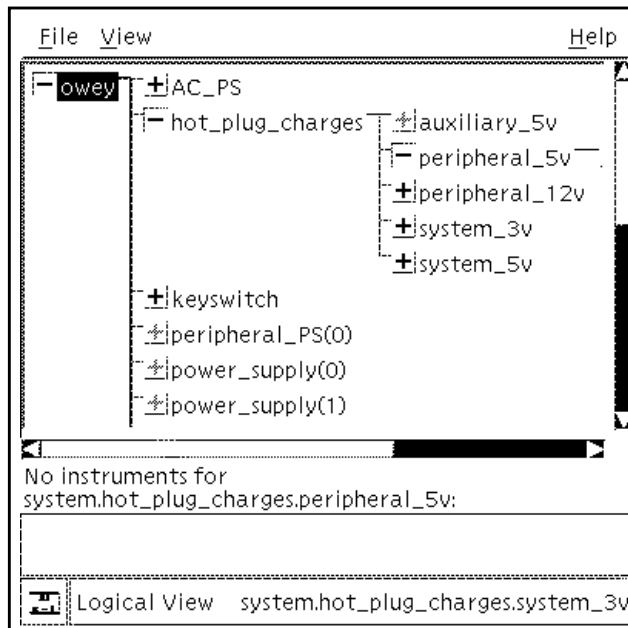 File View Help
owey AC_PS
hot_plug_charges auxiliary_5v
peripheral_5v
peripheral_12v
system_3v
system_5v
keyswitch
peripheral_PS(0)
power_supply(0)
power_supply(1)
No instruments for
system.hot_plug_charges.peripheral_5v:
Logical View system.hot_plug_charges.system_3v